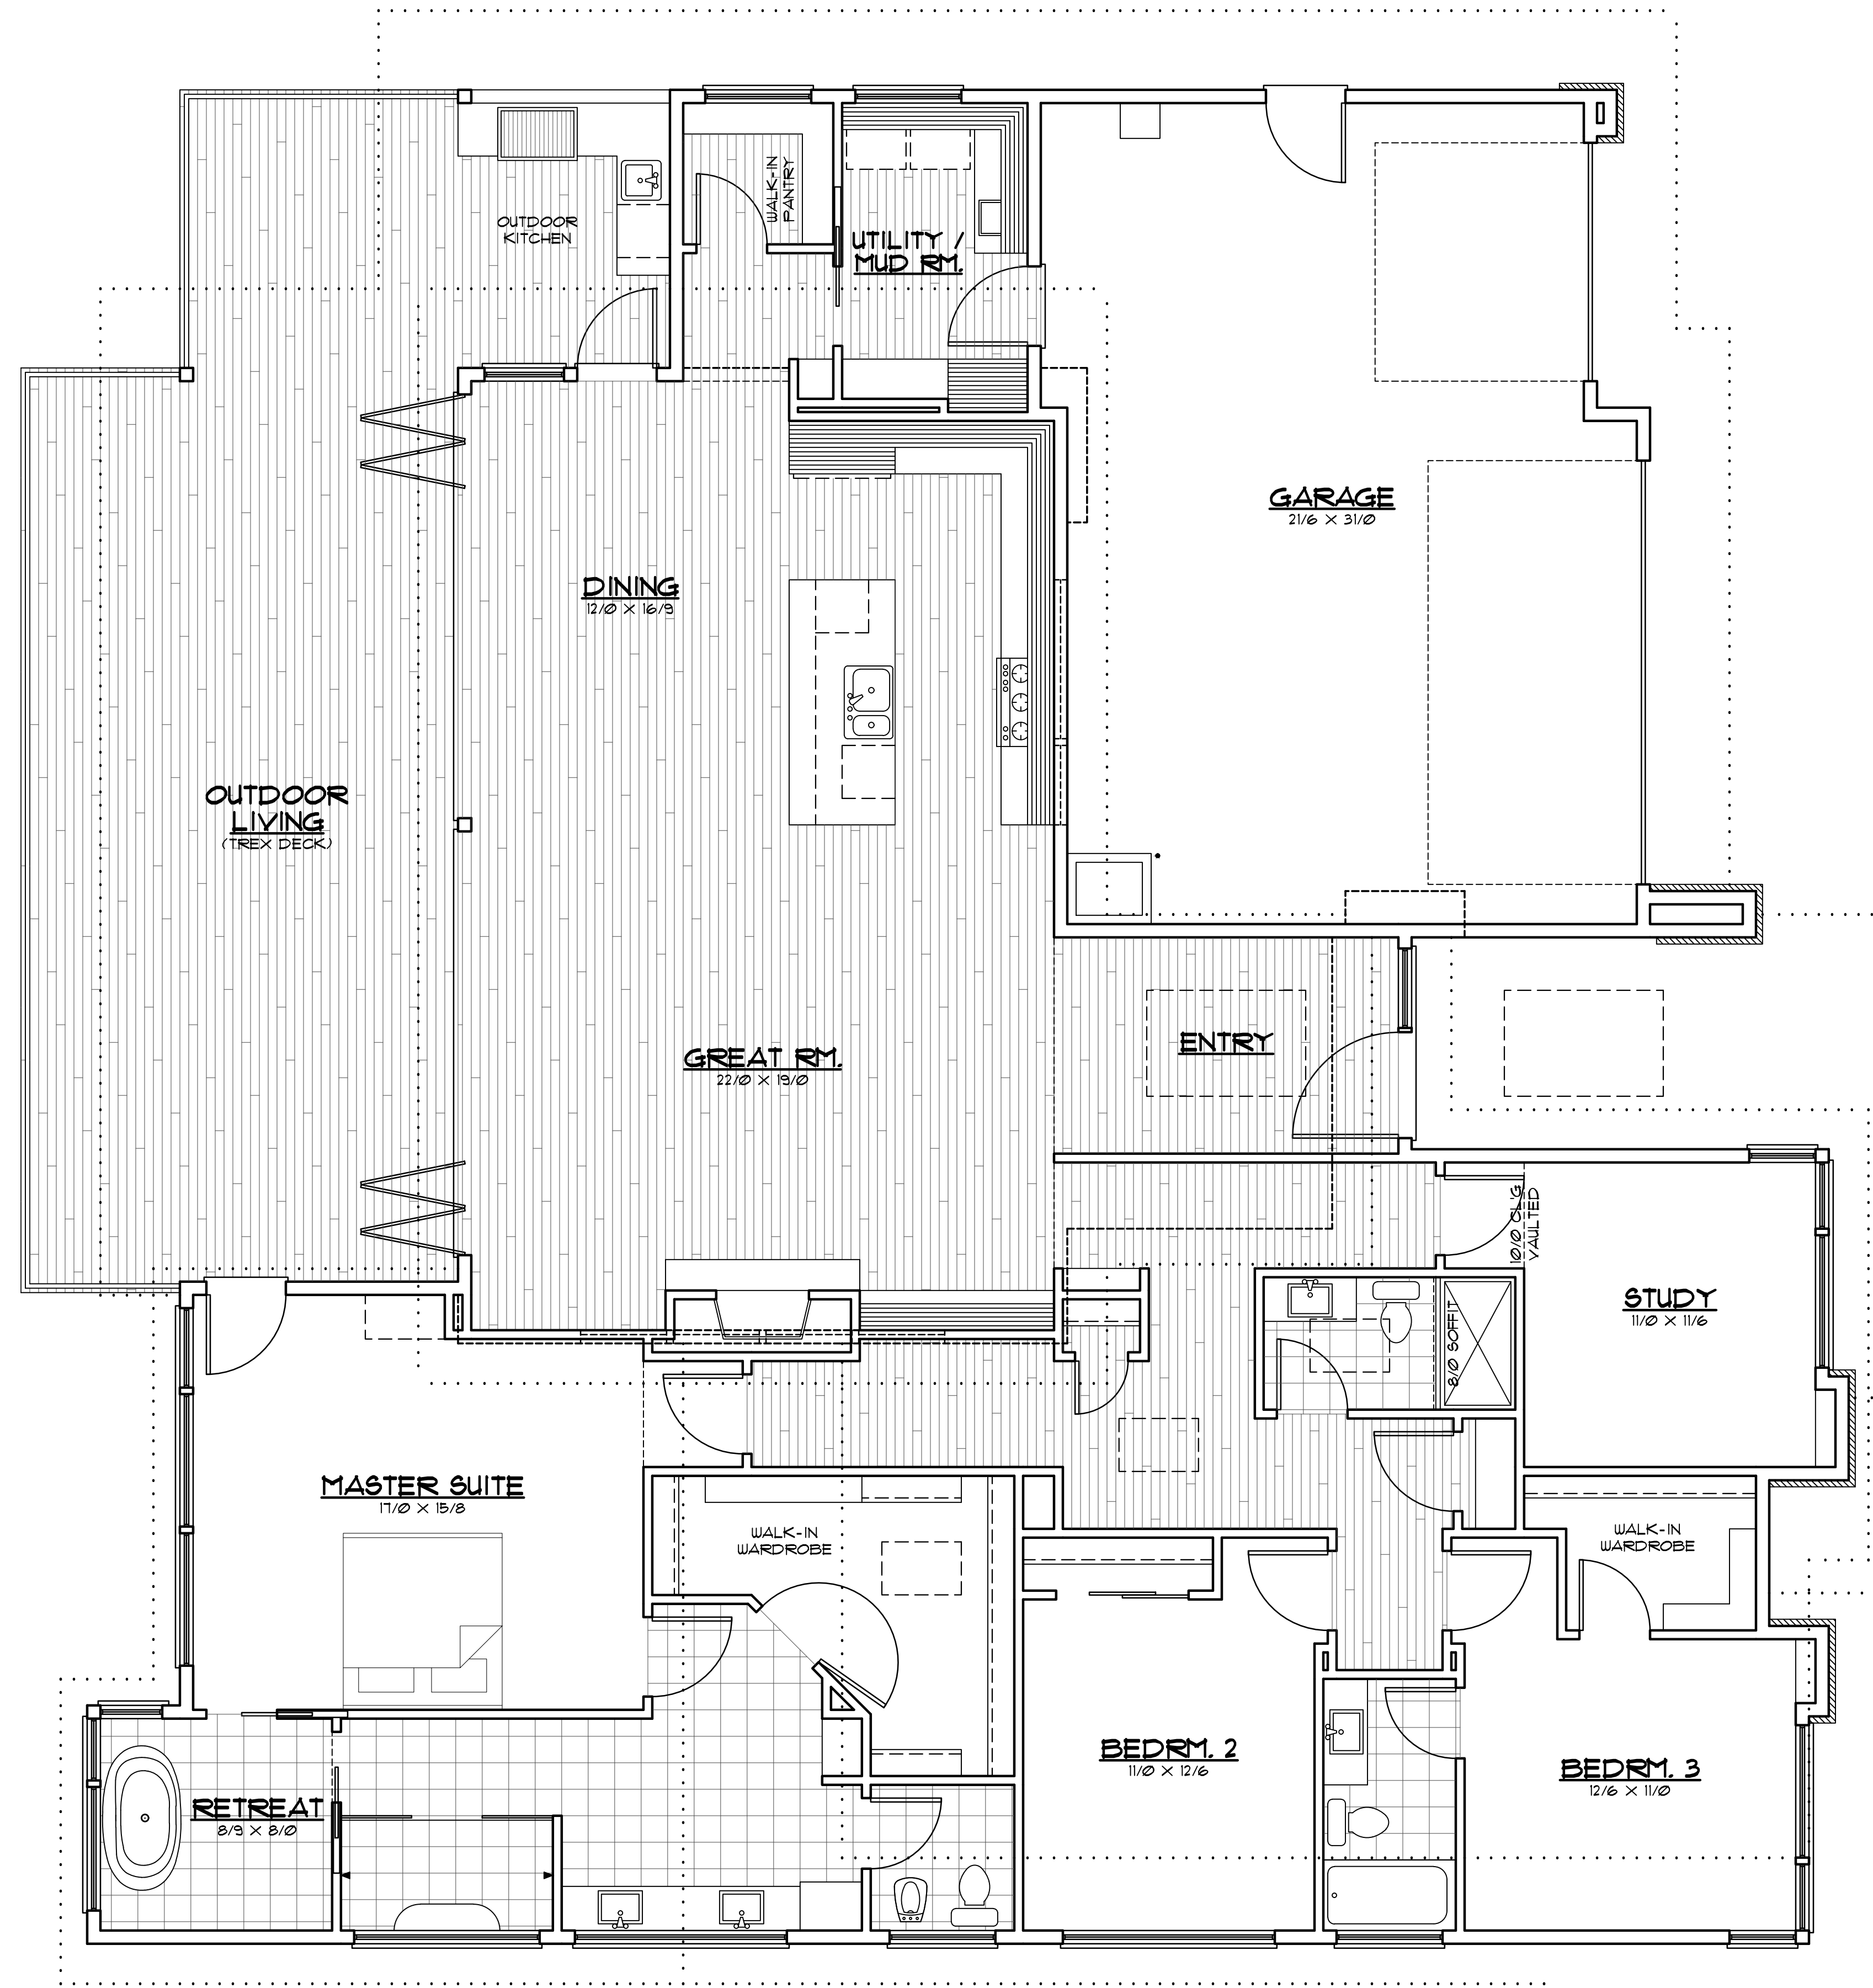 OUTDOOR
KITCHEN
WALK-IN
PANTRY
UTILITY /
MUD RM.
GARAGE
21/6 X 31/0
DINING
12/0 X 16/9
OUTDOOR
LIVING
(TREX DECK)
ENTRY
GREAT RM.
22/0 X 19/0
10/0 CLG
VAULTED
STUDY
11/0 X 11/6
8/0 SOFFIT
MASTER SUITE
17/0 X 15/8
WALK-IN
WARDROBE
WALK-IN
WARDROBE
BEDRM. 2
11/0 X 12/6
BEDRM. 3
12/6 X 11/0
RETREAT
8/9 X 8/0